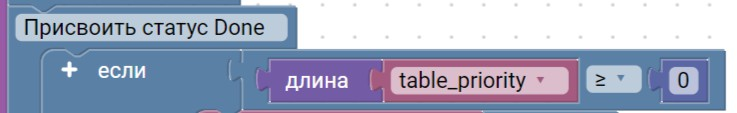 Присвоить статус Done
+ если длина table_priority ▾ ≥ ▾ 0